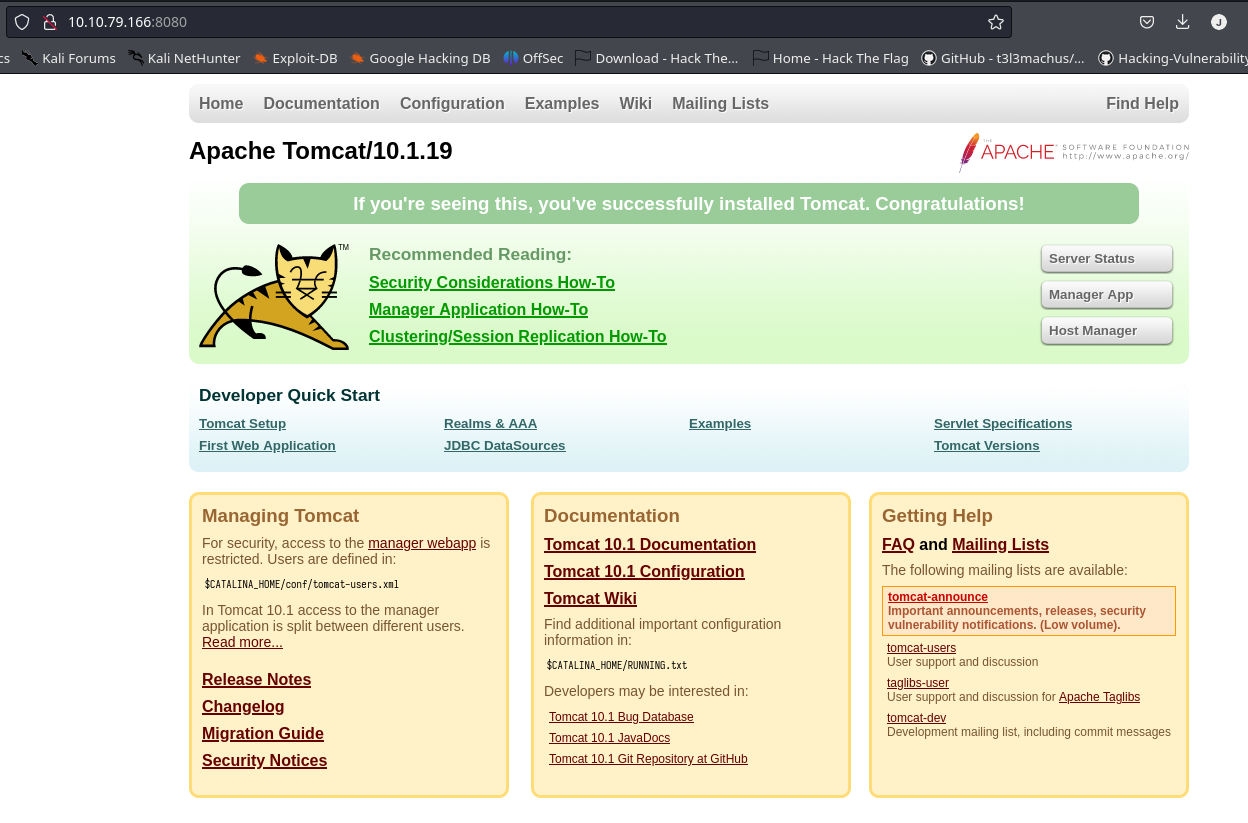 10.10.79.166:8080
J
cs Kali Forums Kali NetHunter Exploit-DB Google Hacking DB OffSec Download - Hack The... Home - Hack The Flag GitHub - t3l3machus/... Hacking-Vulnerability
Home Documentation Configuration Examples Wiki Mailing Lists Find Help
Apache Tomcat/10.1.19
THE APACHE SOFTWARE FOUNDATION
http://www.apache.org/
If you're seeing this, you've successfully installed Tomcat. Congratulations!
TM
Recommended Reading:
Security Considerations How-To
Manager Application How-To
Clustering/Session Replication How-To
Server Status
Manager App
Host Manager
Developer Quick Start
Tomcat Setup
First Web Application
Realms & AAA
JDBC DataSources
Examples
Servlet Specifications
Tomcat Versions
Managing Tomcat
For security, access to the manager webapp is
restricted. Users are defined in:
$CATALINA_HOME/conf/tomcat-users.xml
In Tomcat 10.1 access to the manager
application is split between different users.
Read more...
Release Notes
Changelog
Migration Guide
Security Notices
Documentation
Tomcat 10.1 Documentation
Tomcat 10.1 Configuration
Tomcat Wiki
Find additional important configuration
information in:
$CATALINA_HOME/RUNNING.txt
Developers may be interested in:
Tomcat 10.1 Bug Database
Tomcat 10.1 JavaDocs
Tomcat 10.1 Git Repository at GitHub
Getting Help
FAQ and Mailing Lists
The following mailing lists are available:
tomcat-announce
Important announcements, releases, security
vulnerability notifications. (Low volume).
tomcat-users
User support and discussion
taglibs-user
User support and discussion for Apache Taglibs
tomcat-dev
Development mailing list, including commit messages